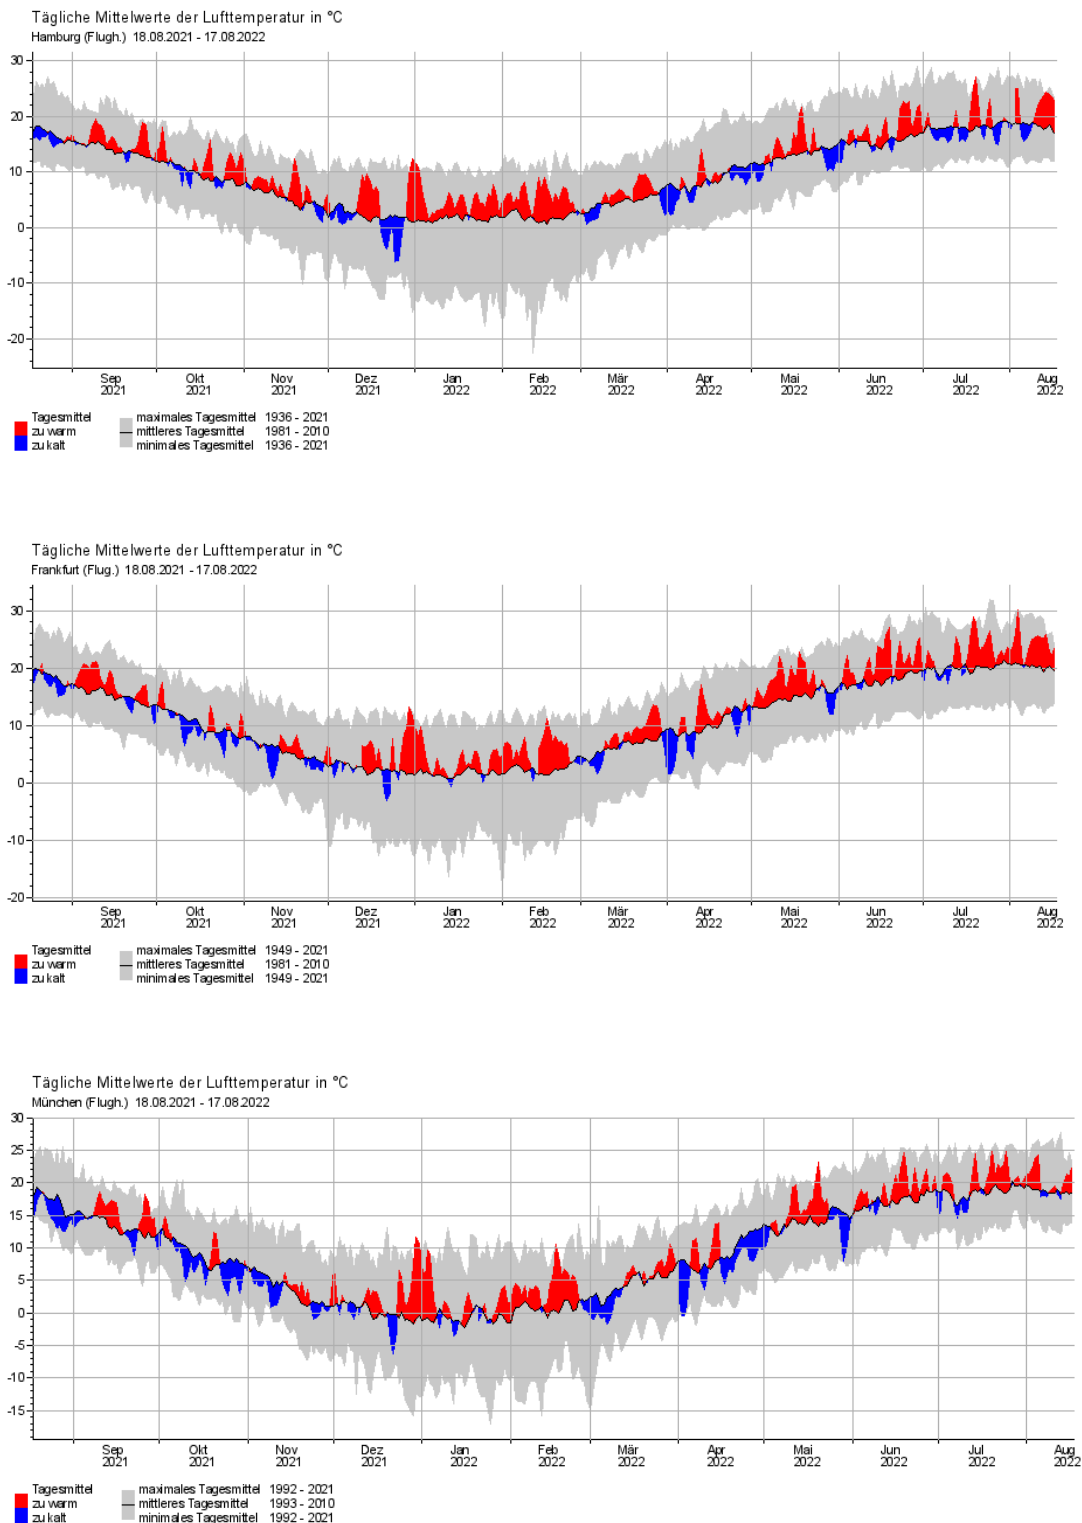 Tägliche Mittelwerte der Lufttemperatur in °C
Hamburg (Flugh.) 18.08.2021 - 17.08.2022
30
20
10
0
-10
-20
Sep Okt Nov Dez Jan Feb Mär Apr Mai Jun Jul Aug
2021 2021 2021 2021 2022 2022 2022 2022 2022 2022 2022 2022
Tagesmittel maximales Tagesmittel 1936 - 2021
zu warm mittleres Tagesmittel 1981 - 2010
zu kalt minimales Tagesmittel 1936 - 2021
Tägliche Mittelwerte der Lufttemperatur in °C
Frankfurt (Flug.) 18.08.2021 - 17.08.2022
30
20
10
0
-10
-20
Sep Okt Nov Dez Jan Feb Mär Apr Mai Jun Jul Aug
2021 2021 2021 2021 2022 2022 2022 2022 2022 2022 2022 2022
Tagesmittel maximales Tagesmittel 1949 - 2021
zu warm mittleres Tagesmittel 1981 - 2010
zu kalt minimales Tagesmittel 1949 - 2021
Tägliche Mittelwerte der Lufttemperatur in °C
München (Flugh.) 18.08.2021 - 17.08.2022
30
25
20
15
10
5
0
-5
-10
-15
Sep Okt Nov Dez Jan Feb Mär Apr Mai Jun Jul Aug
2021 2021 2021 2021 2022 2022 2022 2022 2022 2022 2022 2022
Tagesmittel maximales Tagesmittel 1992 - 2021
zu warm mittleres Tagesmittel 1993 - 2010
zu kalt minimales Tagesmittel 1992 - 2021